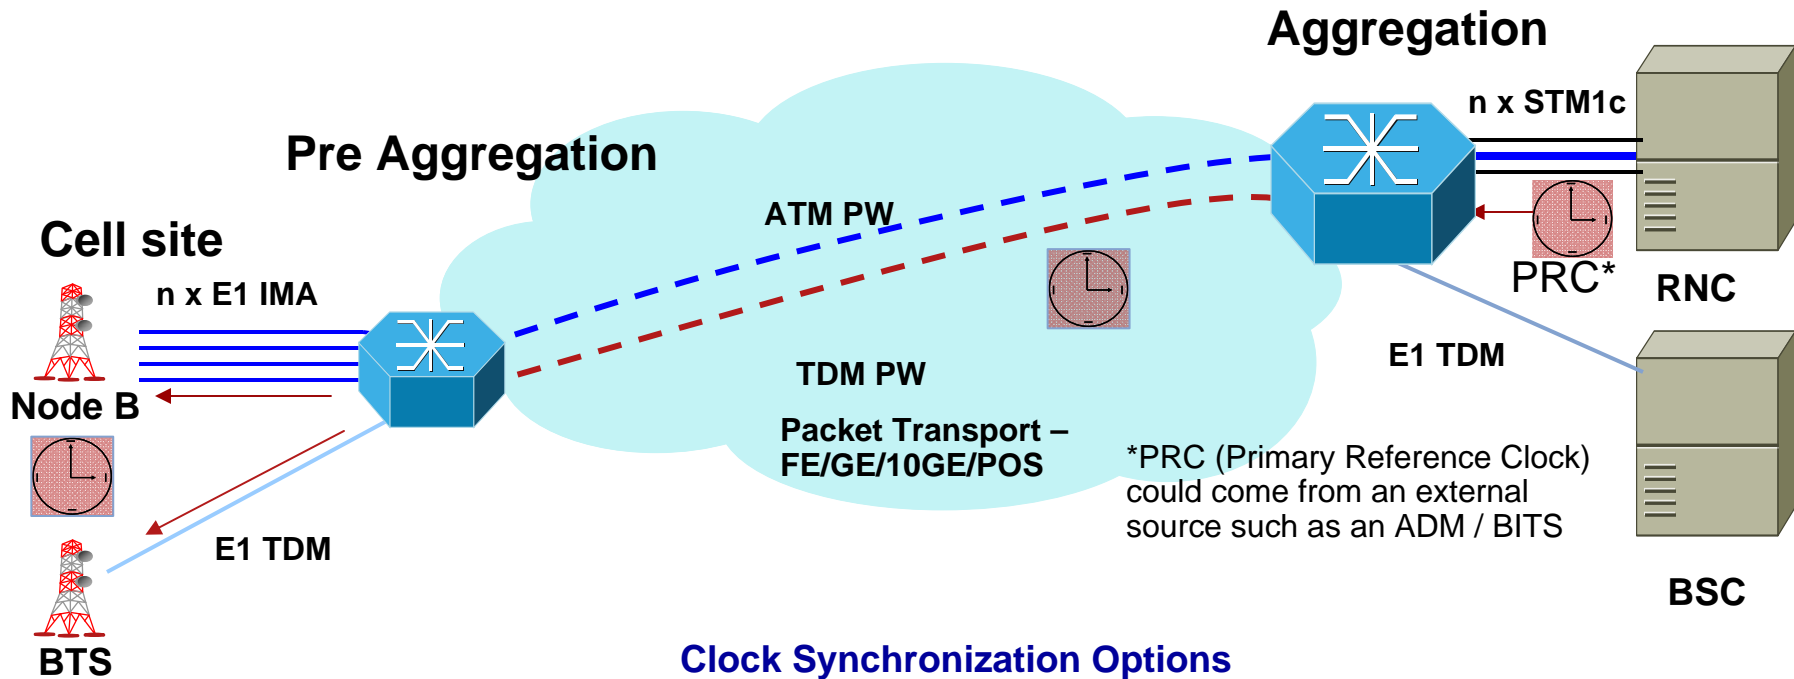 Aggregation
n x STM1c
Pre Aggregation
ATM PW
Cell site
PRC*
RNC
n x E1 IMA
E1 TDM
TDM PW
Node B
Packet Transport –
FE/GE/10GE/POS
*PRC (Primary Reference Clock)
could come from an external
source such as an ADM / BITS
E1 TDM
BSC
BTS
Clock Synchronization Options